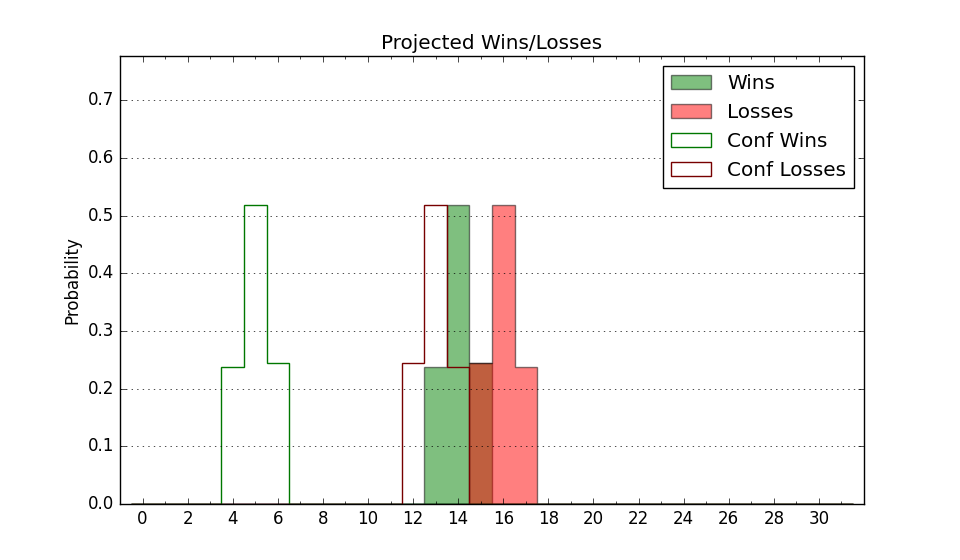 Projected Wins/Losses
Wins
Losses
Conf Wins
Conf Losses
Probability
0.7
0.6
0.5
0.4
0.3
0.2
0.1
0.0
0 2 4 6 8 10 12 14 16 18 20 22 24 26 28 30